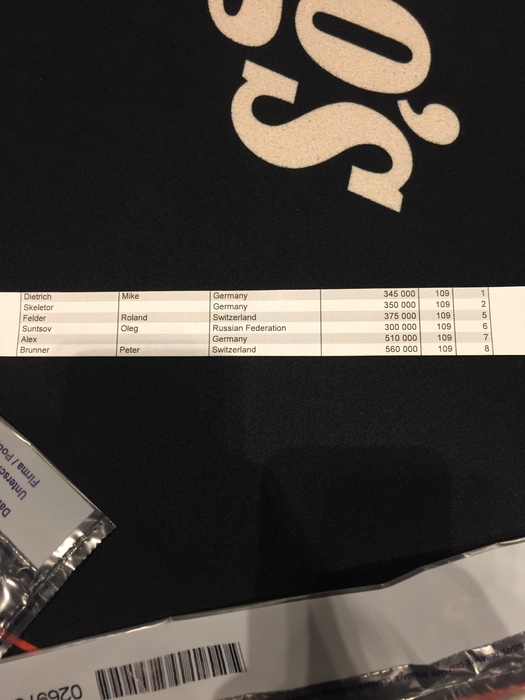 O's
Dietrich Mike Germany 345 000 109 1
Skeletor Germany 350 000 109 2
Felder Roland Switzerland 375 000 109 5
Suntsov Oleg Russian Federation 300 000 109 6
Alex Germany 510 000 109 7
Brunner Peter Switzerland 560 000 109 8
Firma /